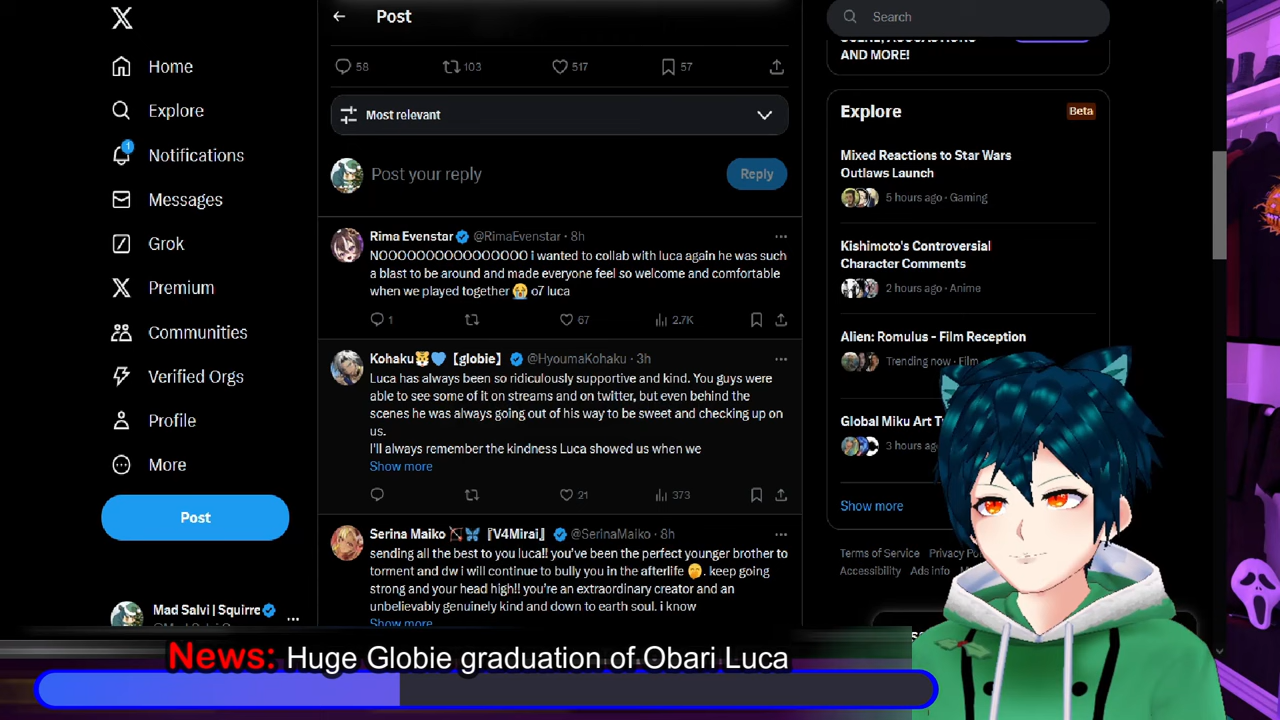 Home
Explore
Notifications
1
Messages
Grok
Premium
Communities
Verified Orgs
Profile
More
Post
Mad Salvi | Squirre
Post
58
103
517
57
Most relevant
Post your reply
Reply
Rima Evenstar @RimaEvenstar · 8h
NOOOOOOOOOOOOOOOO i wanted to collab with luca again he was such
a blast to be around and made everyone feel so welcome and comfortable
when we played together 😭 o7 luca
1
67
2.7K
Kohaku🐯🩵【globie】 @HyoumaKohaku · 3h
Luca has always been so ridiculously supportive and kind. You guys were
able to see some of it on streams and on twitter, but even behind the
scenes he was always going out of his way to be sweet and checking up on
us.
I'll always remember the kindness Luca showed us when we
Show more
21
373
Serina Maiko 🏹🦋『V4Mirai』 @SerinaMaiko · 8h
sending all the best to you luca!! you've been the perfect younger brother to
torment and dw i will continue to bully you in the afterlife 🤭. keep going
strong and your head high!! you're an extraordinary creator and an
unbelievably genuinely kind and down to earth soul. i know
Show more
Search
AND MORE!
Explore
Beta
Mixed Reactions to Star Wars
Outlaws Launch
5 hours ago · Gaming
Kishimoto's Controversial
Character Comments
2 hours ago · Anime
Alien: Romulus - Film Reception
Trending now · Film
Global Miku Art
3 hours
Show more
Terms of Service
Privacy
Accessibility
Ads info
News: Huge Globie graduation of Obari Luca